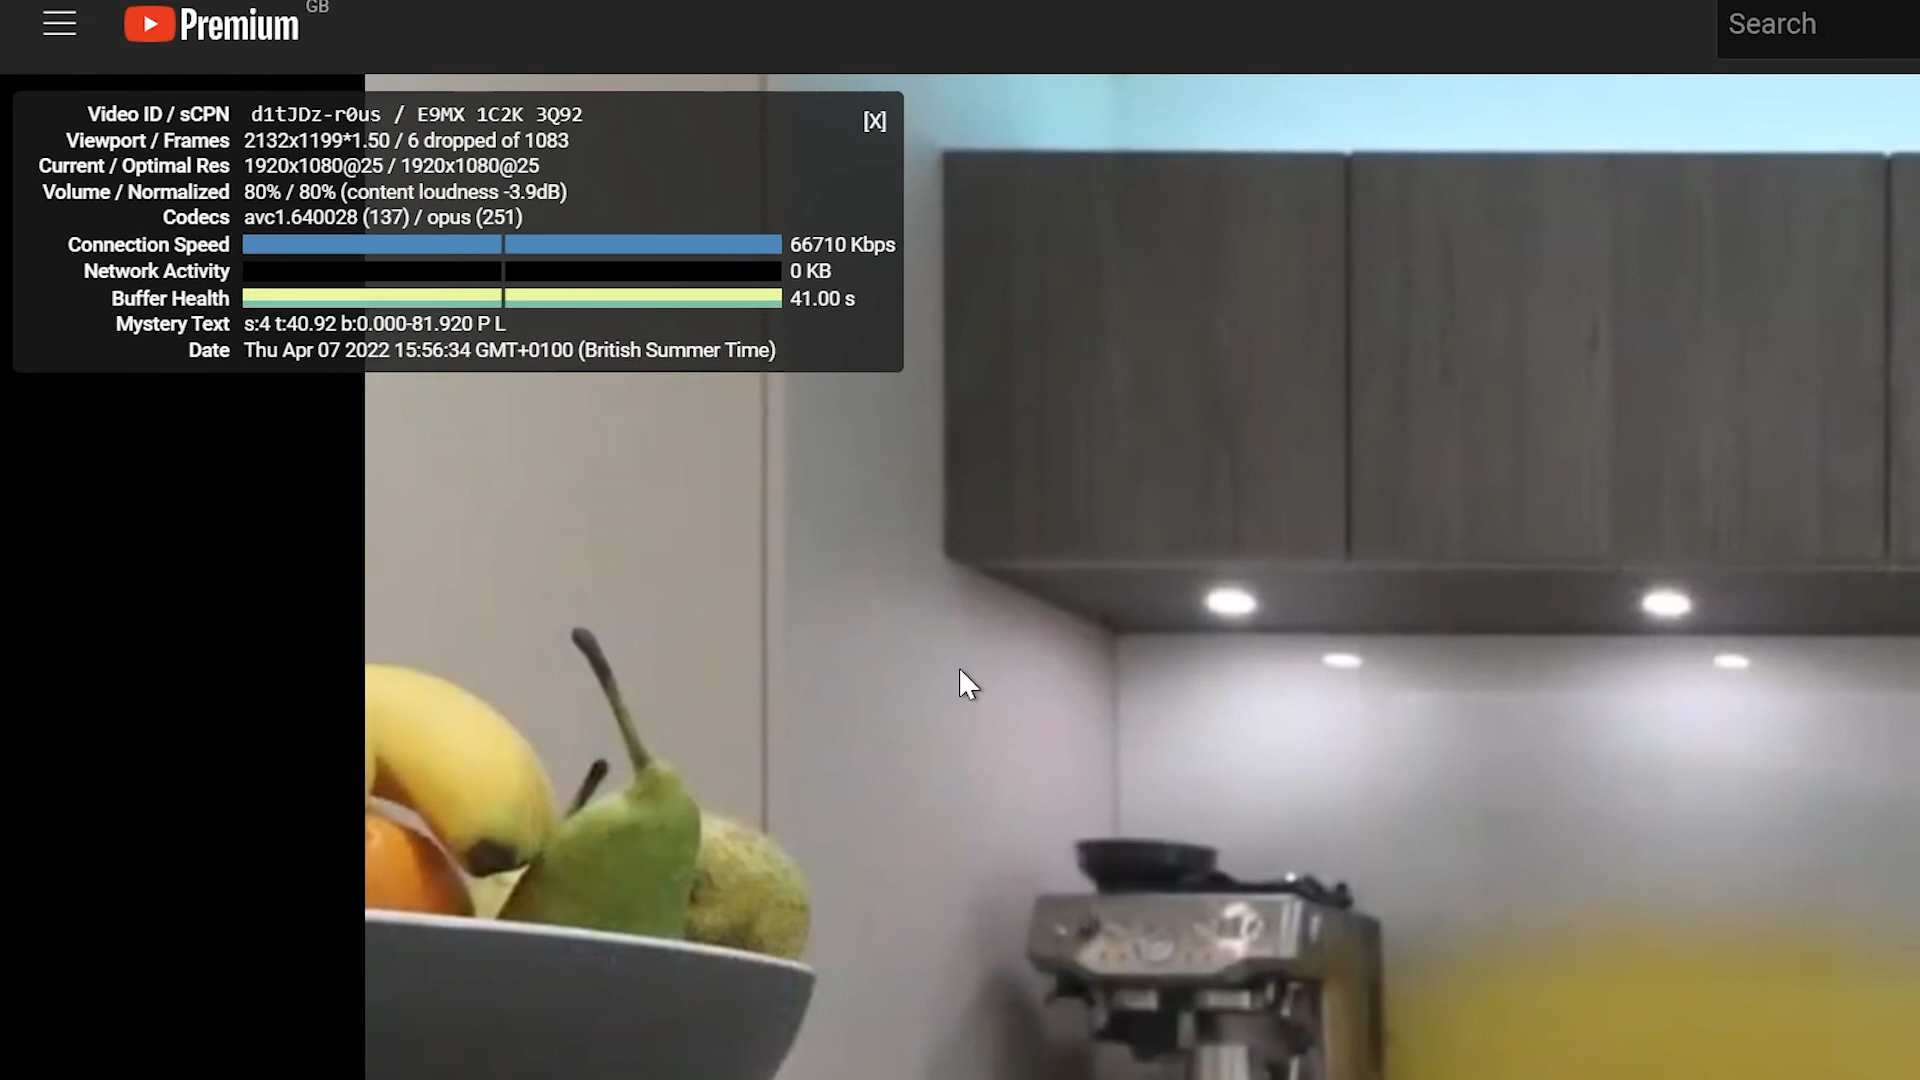 Premium GB
Search
Video ID / sCPN d1tJDz-r0us / E9MX 1C2K 3Q92
[X]
Viewport / Frames 2132x1199*1.50 / 6 dropped of 1083
Current / Optimal Res 1920x1080@25 / 1920x1080@25
Volume / Normalized 80% / 80% (content loudness -3.9dB)
Codecs avc1.640028 (137) / opus (251)
Connection Speed 66710 Kbps
Network Activity 0 KB
Buffer Health 41.00 s
Mystery Text s:4 t:40.92 b:0.000-81.920 P L
Date Thu Apr 07 2022 15:56:34 GMT+0100 (British Summer Time)